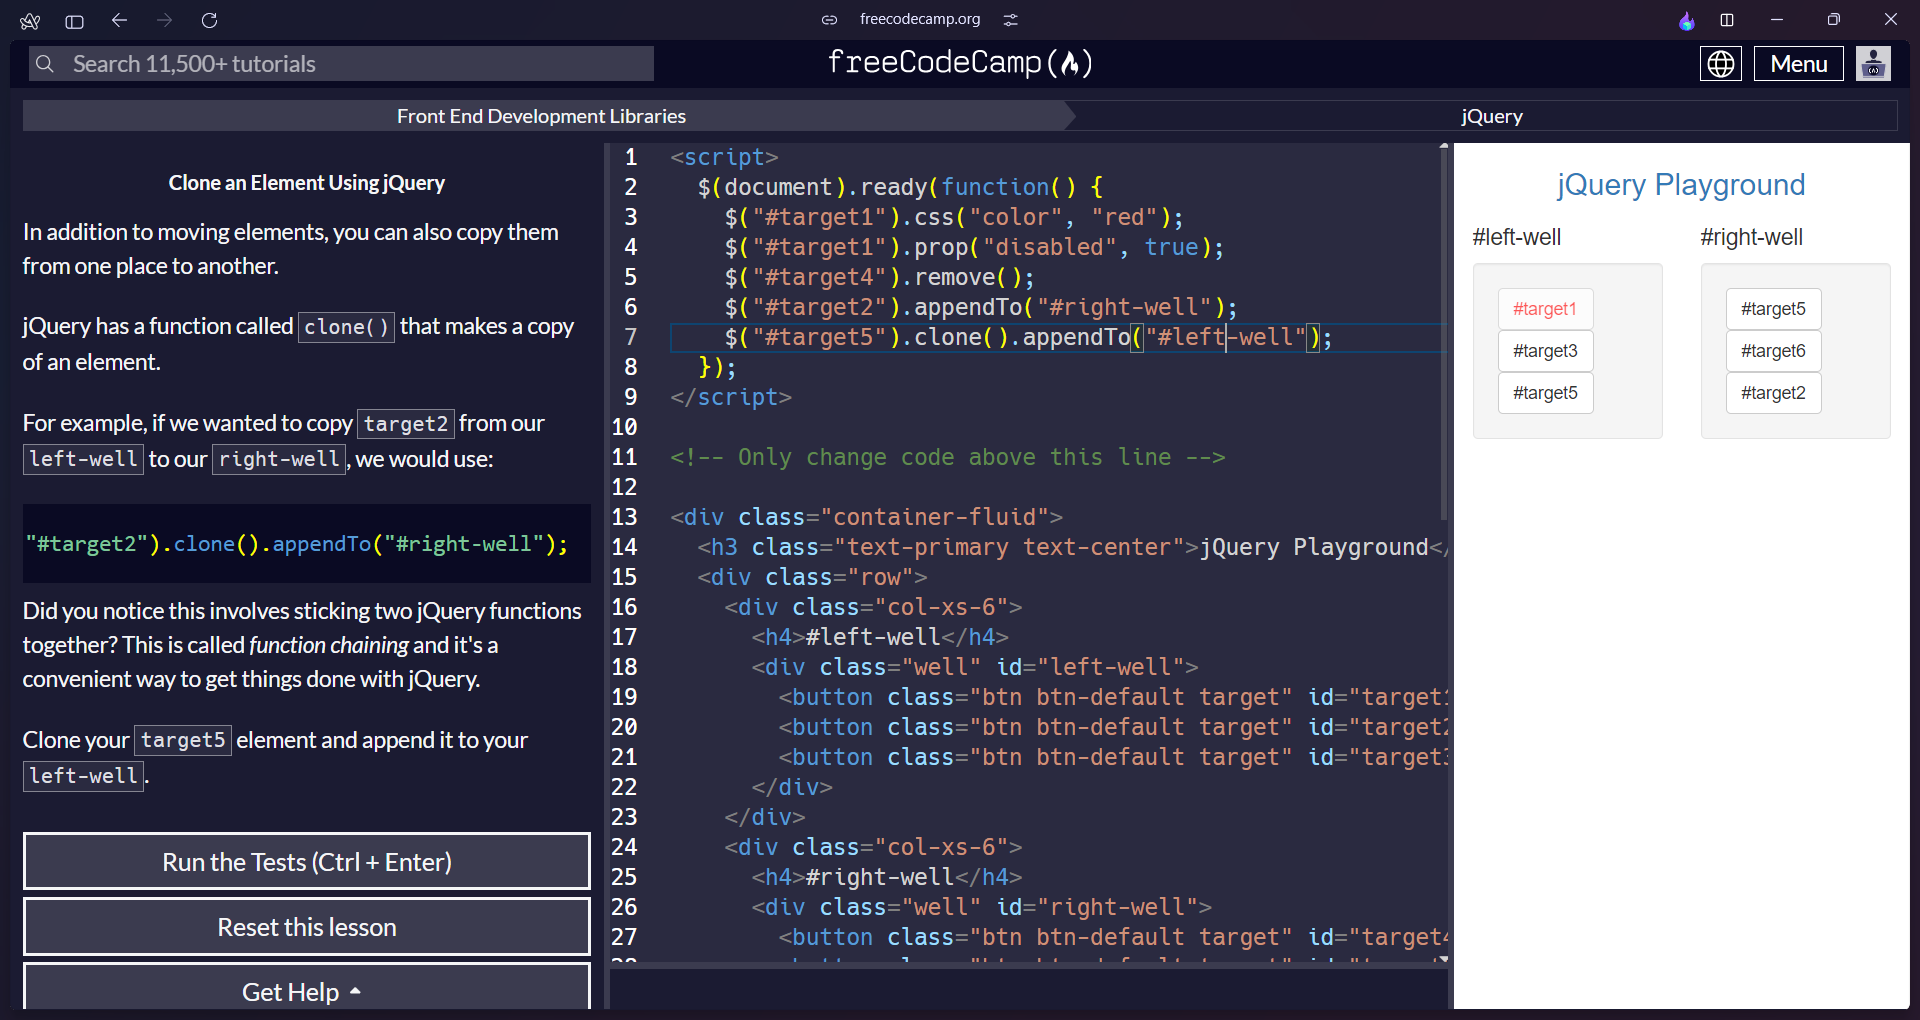 freecodecamp.org
Search 11,500+ tutorials
freeCodeCamp
Menu
Front End Development Libraries
jQuery
Clone an Element Using jQuery
In addition to moving elements, you can also copy them
from one place to another.
jQuery has a function called clone() that makes a copy
of an element.
For example, if we wanted to copy target2 from our
left-well to our right-well, we would use:
"#target2").clone().appendTo("#right-well");
Did you notice this involves sticking two jQuery functions
together? This is called function chaining and it's a
convenient way to get things done with jQuery.
Clone your target5 element and append it to your
left-well.
Run the Tests (Ctrl + Enter)
Reset this lesson
Get Help
1 <script>
2 $(document).ready(function() {
3 $("#target1").css("color", "red");
4 $("#target1").prop("disabled", true);
5 $("#target4").remove();
6 $("#target2").appendTo("#right-well");
7 $("#target5").clone().appendTo("#left-well");
8 });
9 </script>
10
11 <!-- Only change code above this line -->
12
13 <div class="container-fluid">
14 <h3 class="text-primary text-center">jQuery Playground</
15 <div class="row">
16 <div class="col-xs-6">
17 <h4>#left-well</h4>
18 <div class="well" id="left-well">
19 <button class="btn btn-default target" id="target1
20 <button class="btn btn-default target" id="target2
21 <button class="btn btn-default target" id="target3
22 </div>
23 </div>
24 <div class="col-xs-6">
25 <h4>#right-well</h4>
26 <div class="well" id="right-well">
27 <button class="btn btn-default target" id="target4
jQuery Playground
#left-well
#target1
#target3
#target5
#right-well
#target5
#target6
#target2